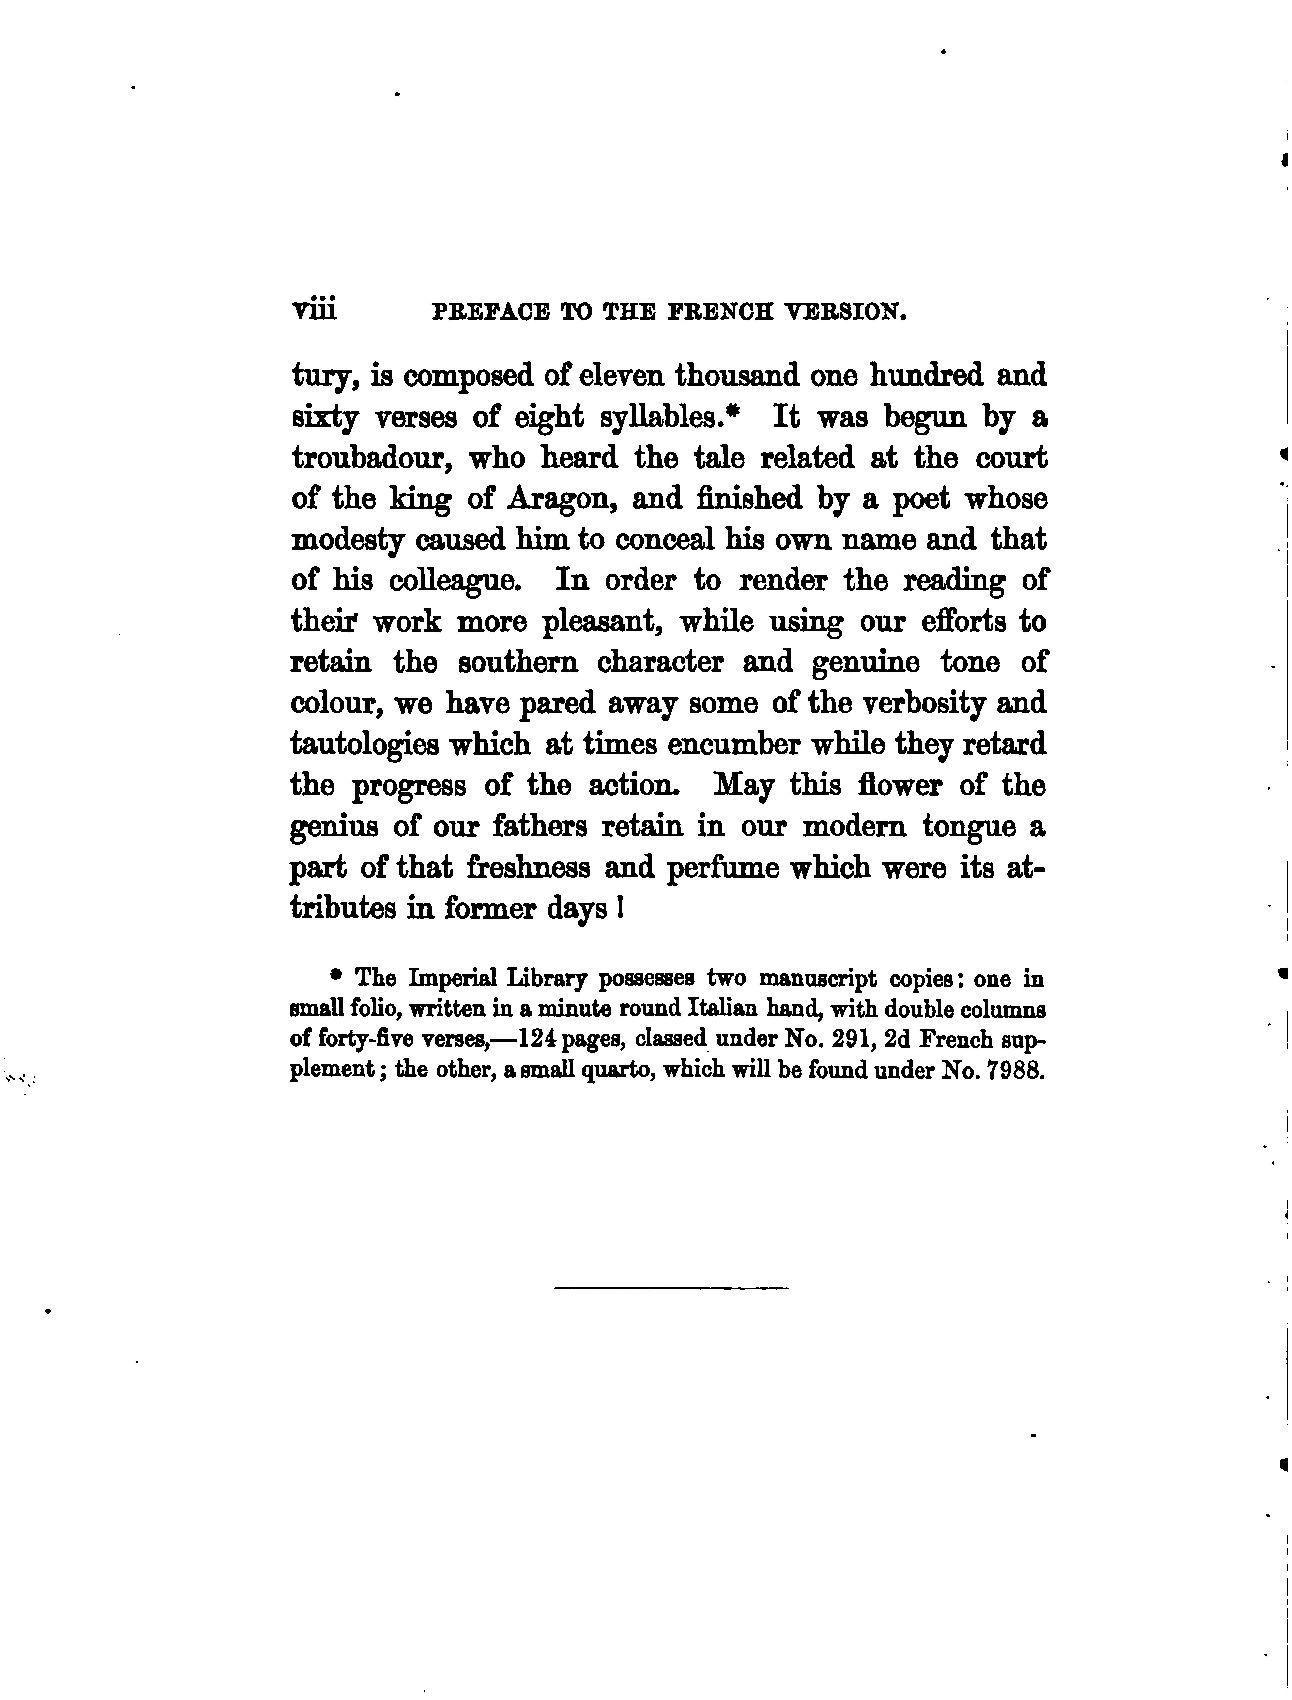 viii PREFACE TO THE FRENCH VERSION.
tury, is composed of eleven thousand one hundred and
sixty verses of eight syllables.* It was begun by a
troubadour, who heard the tale related at the court
of the king of Aragon, and finished by a poet whose
modesty caused him to conceal his own name and that
of his colleague. In order to render the reading of
their work more pleasant, while using our efforts to
retain the southern character and genuine tone of
colour, we have pared away some of the verbosity and
tautologies which at times encumber while they retard
the progress of the action. May this flower of the
genius of our fathers retain in our modern tongue a
part of that freshness and perfume which were its at-
tributes in former days!
* The Imperial Library possesses two manuscript copies: one in
small folio, written in a minute round Italian hand, with double columns
of forty-five verses,—124 pages, classed under No. 291, 2d French sup-
plement; the other, a small quarto, which will be found under No. 7988.